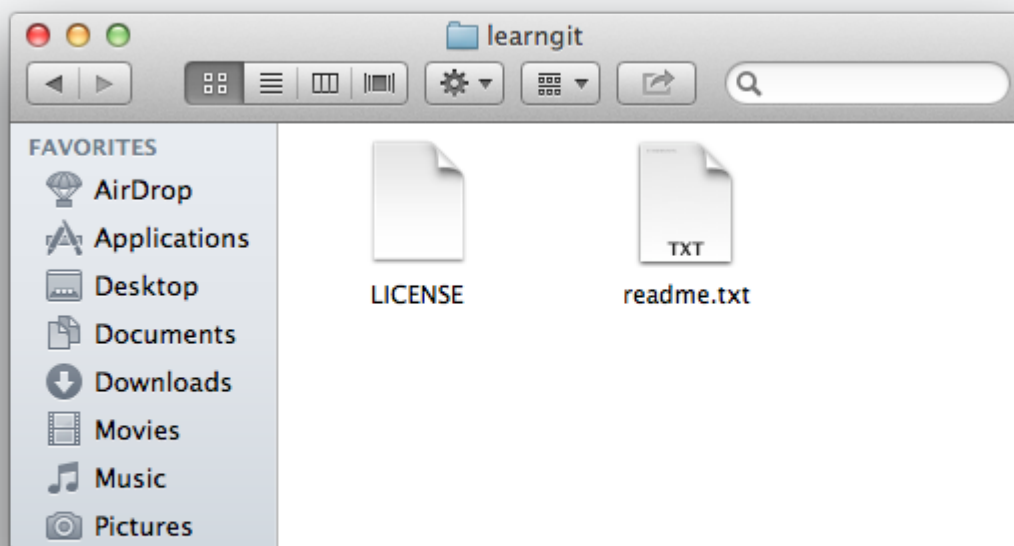 learngit
FAVORITES
AirDrop
Applications
Desktop
Documents
Downloads
Movies
Music
Pictures
TXT
LICENSE
readme.txt